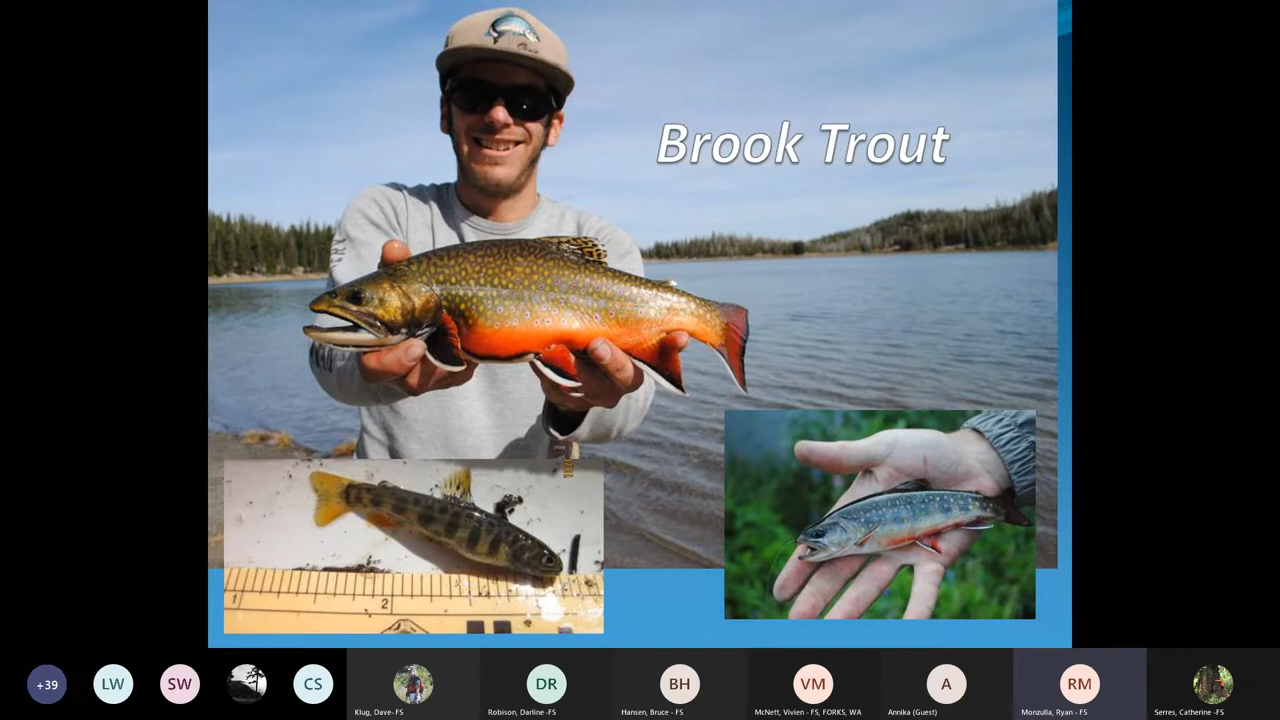 Brook Trout
1
2
+39
LW
SW
CS
DR
BH
VM
A
RM
Klug, Dave- FS
Robison, Darline -FS
Hansen, Bruce - FS
McNett, Vivien - FS, FORKS, WA
Annika (Guest)
Monzulla, Ryan - FS
Serres, Catherine -FS